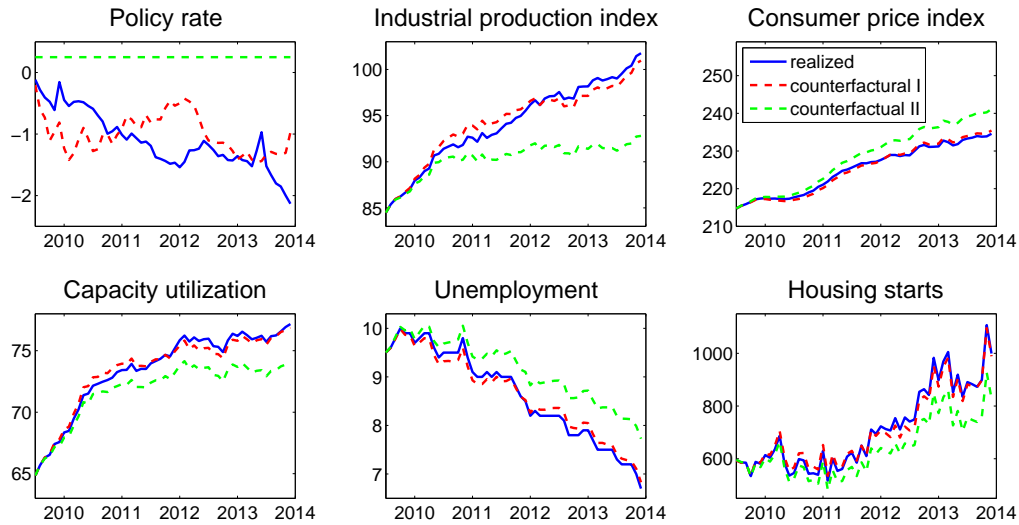 Policy rate
0
−1
−2
2010 2011 2012 2013 2014
Industrial production index
100
95
90
85
2010 2011 2012 2013 2014
Consumer price index
realized
counterfactural I
counterfactual II
250
240
230
220
210
2010 2011 2012 2013 2014
Capacity utilization
75
70
65
2010 2011 2012 2013 2014
Unemployment
10
9
8
7
2010 2011 2012 2013 2014
Housing starts
1000
800
600
2010 2011 2012 2013 2014